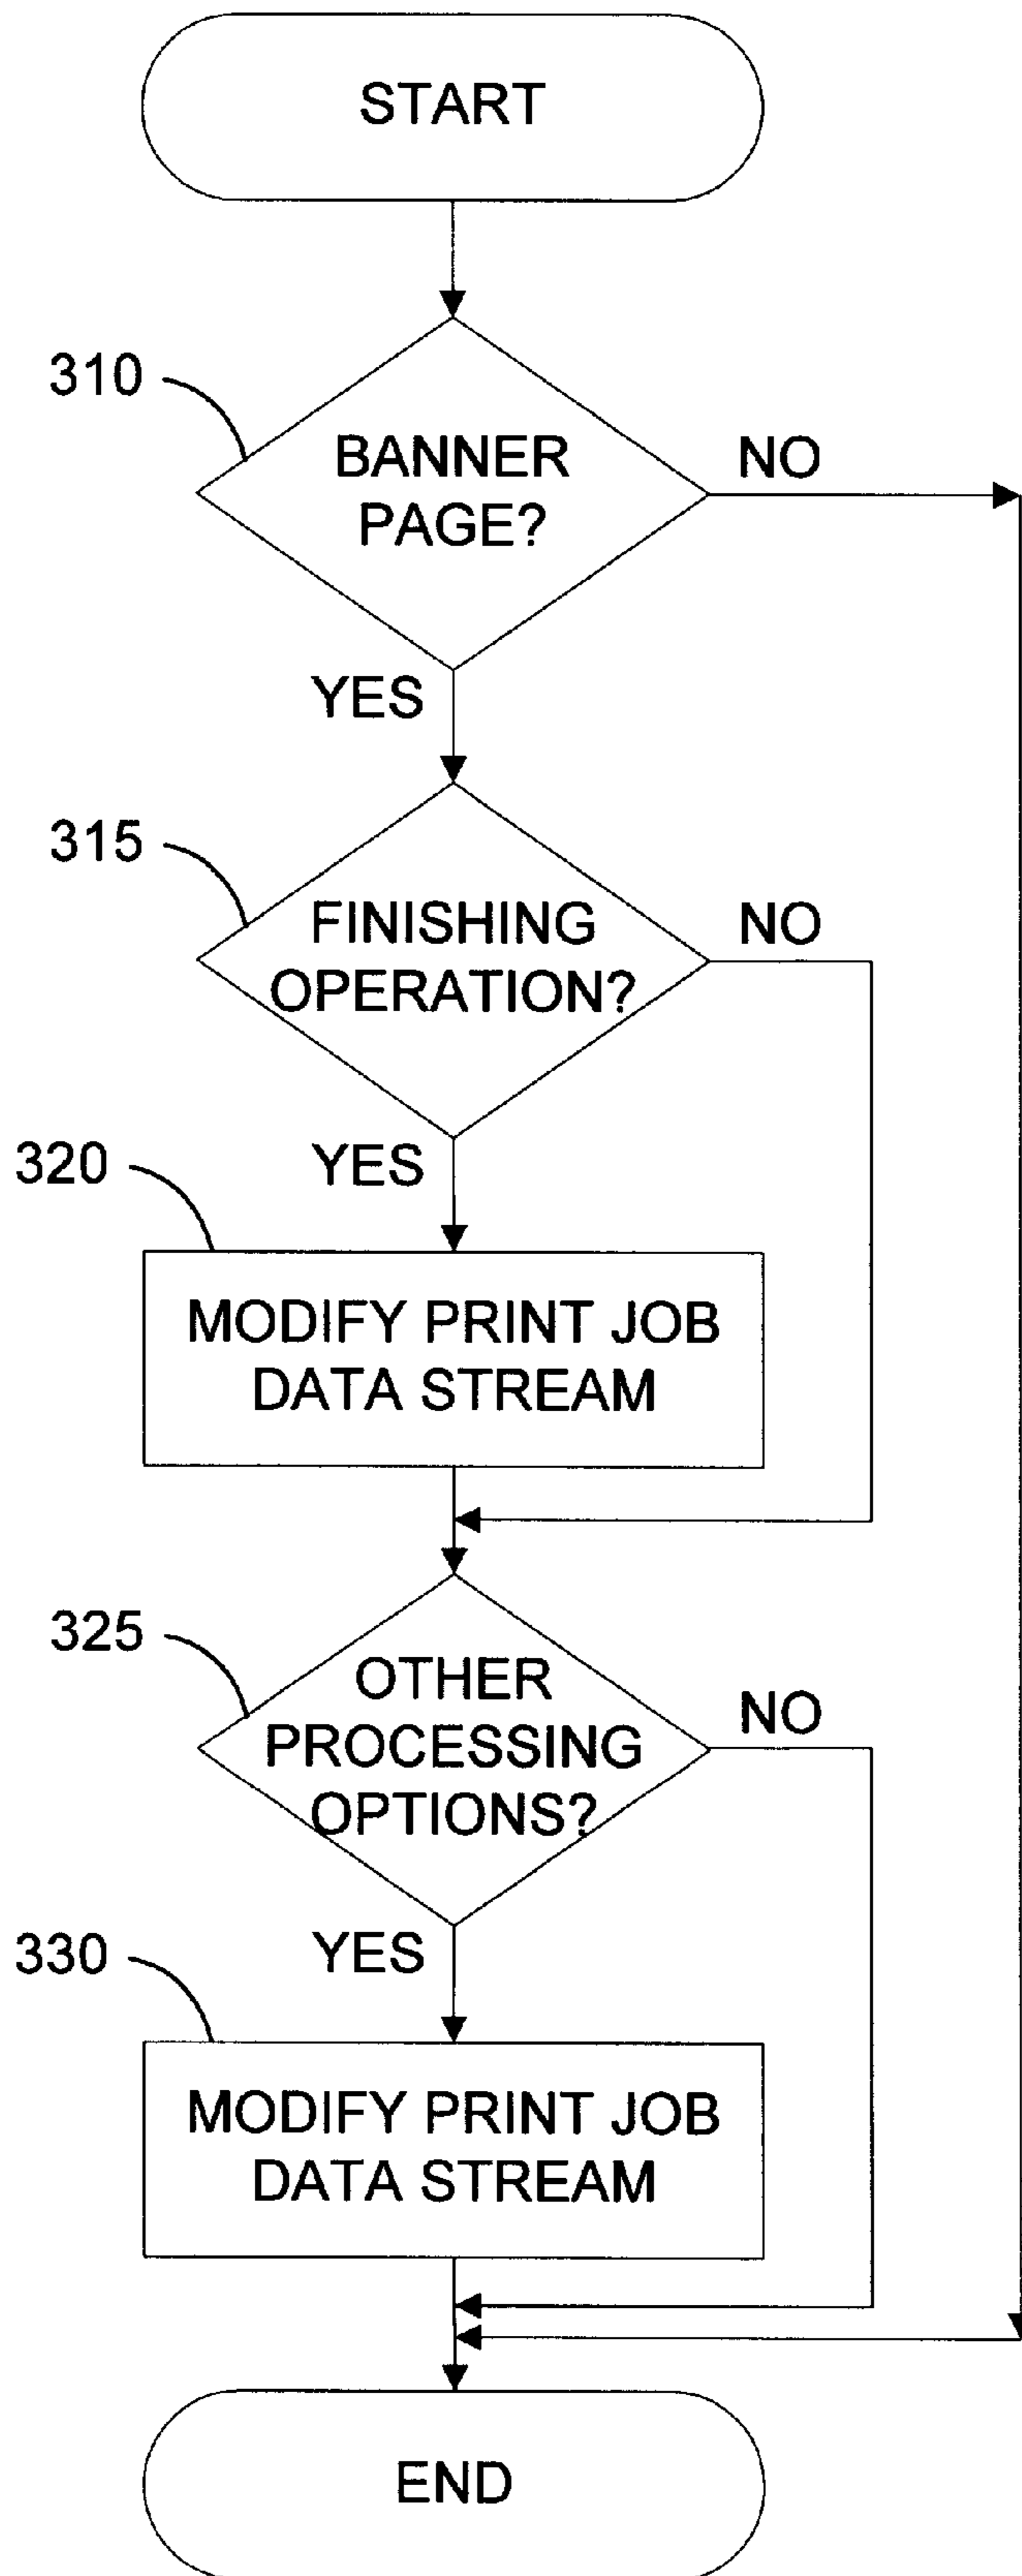 START
310
BANNER
PAGE?
NO
YES
315
FINISHING
OPERATION?
NO
YES
320
MODIFY PRINT JOB
DATA STREAM
325
OTHER
PROCESSING
OPTIONS?
NO
YES
330
MODIFY PRINT JOB
DATA STREAM
END